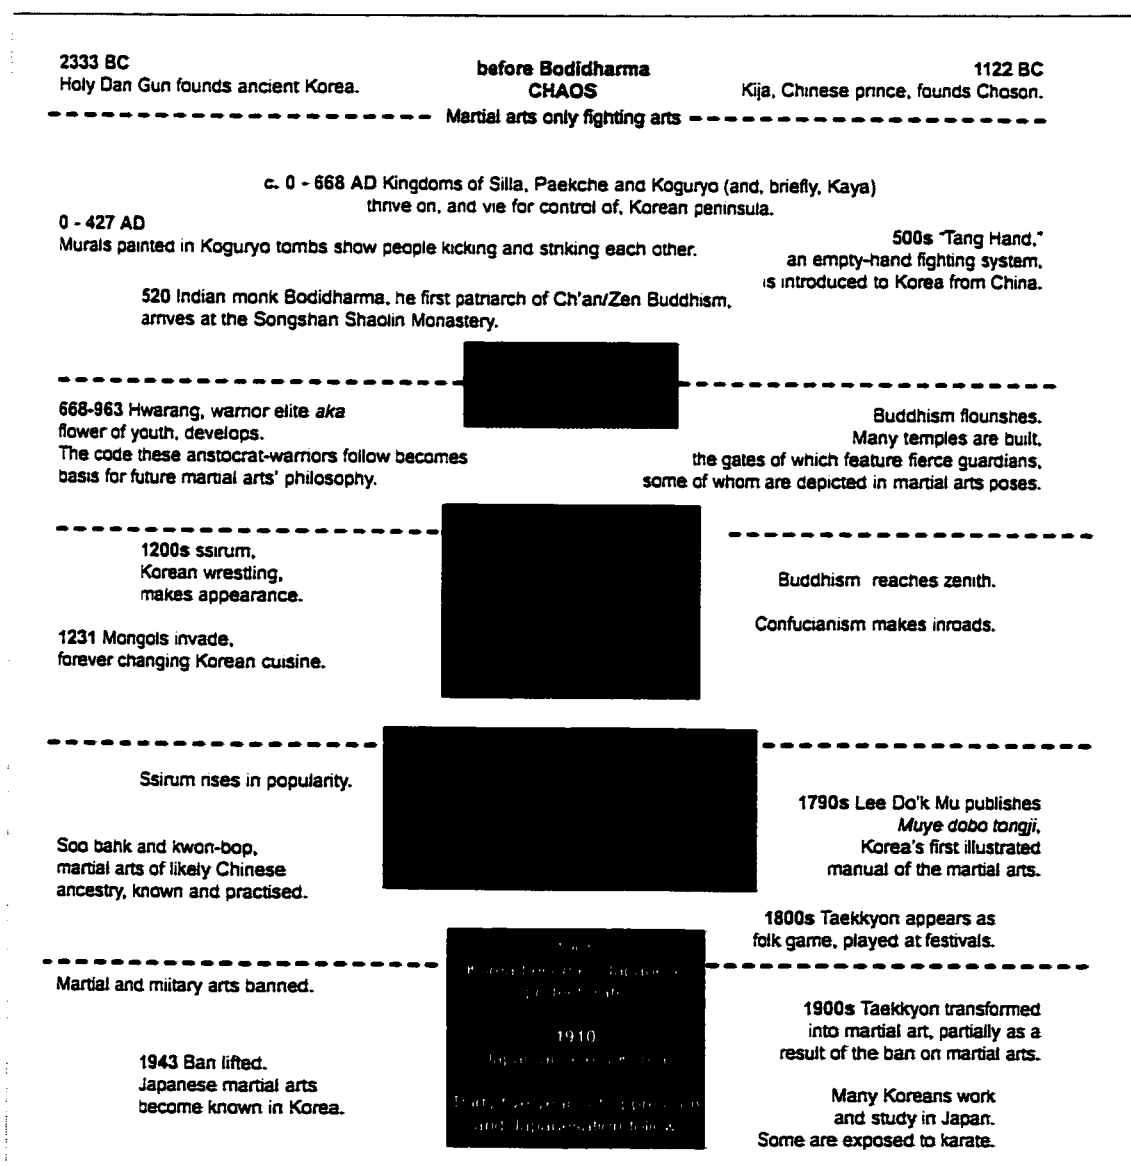 2333 BC
Holy Dan Gun founds ancient Korea.
before Bodidharma
CHAOS
1122 BC
Kija, Chinese prince, founds Choson.
Martial arts only fighting arts
c. 0 - 668 AD Kingdoms of Silla, Paekche and Koguryo (and, briefly, Kaya)
thrive on, and vie for control of, Korean peninsula.
0 - 427 AD
Murals painted in Koguryo tombs show people kicking and striking each other.
500s "Tang Hand,"
an empty-hand fighting system,
is introduced to Korea from China.
520 Indian monk Bodidharma, he first patriarch of Ch'an/Zen Buddhism,
arrives at the Songshan Shaolin Monastery.
668-963 Hwarang, warrior elite aka
flower of youth, develops.
The code these aristocrat-warriors follow becomes
basis for future martial arts' philosophy.
Buddhism flourishes.
Many temples are built,
the gates of which feature fierce guardians,
some of whom are depicted in martial arts poses.
1200s ssirum,
Korean wrestling,
makes appearance.
1231 Mongols invade,
forever changing Korean cuisine.
Buddhism reaches zenith.
Confucianism makes inroads.
Ssirum rises in popularity.
Soo bahk and kwon-bop,
martial arts of likely Chinese
ancestry, known and practised.
1790s Lee Do'k Mu publishes
Muye dobo tongji,
Korea's first illustrated
manual of the martial arts.
1800s Taekkyon appears as
folk game, played at festivals.
Martial and miitary arts banned.
1943 Ban lifted.
Japanese martial arts
become known in Korea.
1910
and Japanisation follow
1900s Taekkyon transformed
into martial art, partially as a
result of the ban on martial arts.
Many Koreans work
and study in Japan.
Some are exposed to karate.